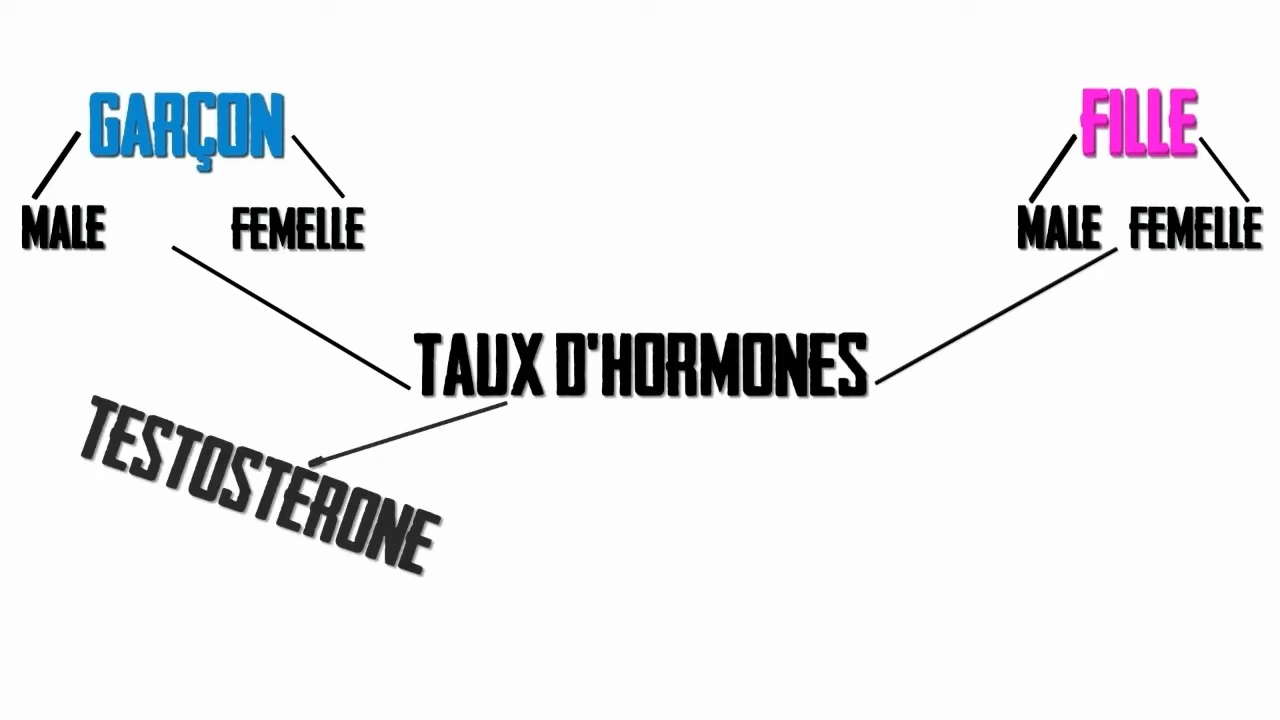 GARÇON
FILLE
MALE
FEMELLE
MALE
FEMELLE
TAUX D'HORMONES
TESTOSTÉRONE